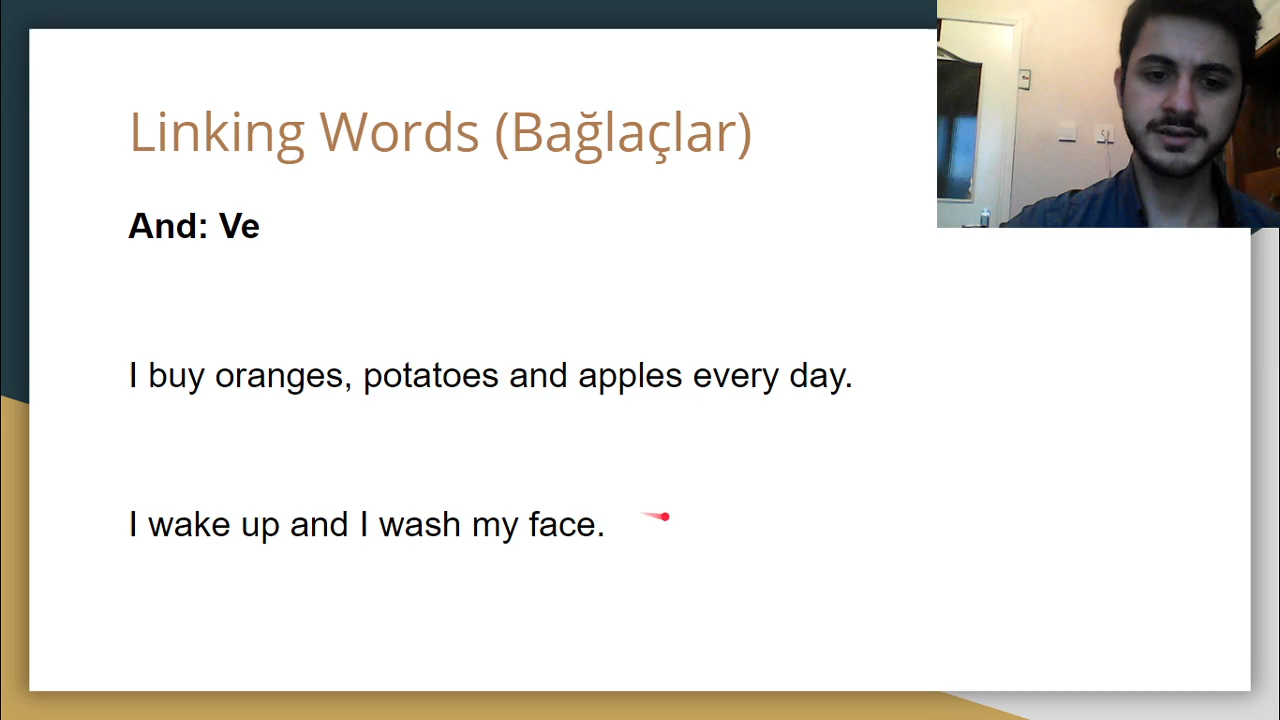 Linking Words (Bağlaçlar)
And: Ve
I buy oranges, potatoes and apples every day.
I wake up and I wash my face.